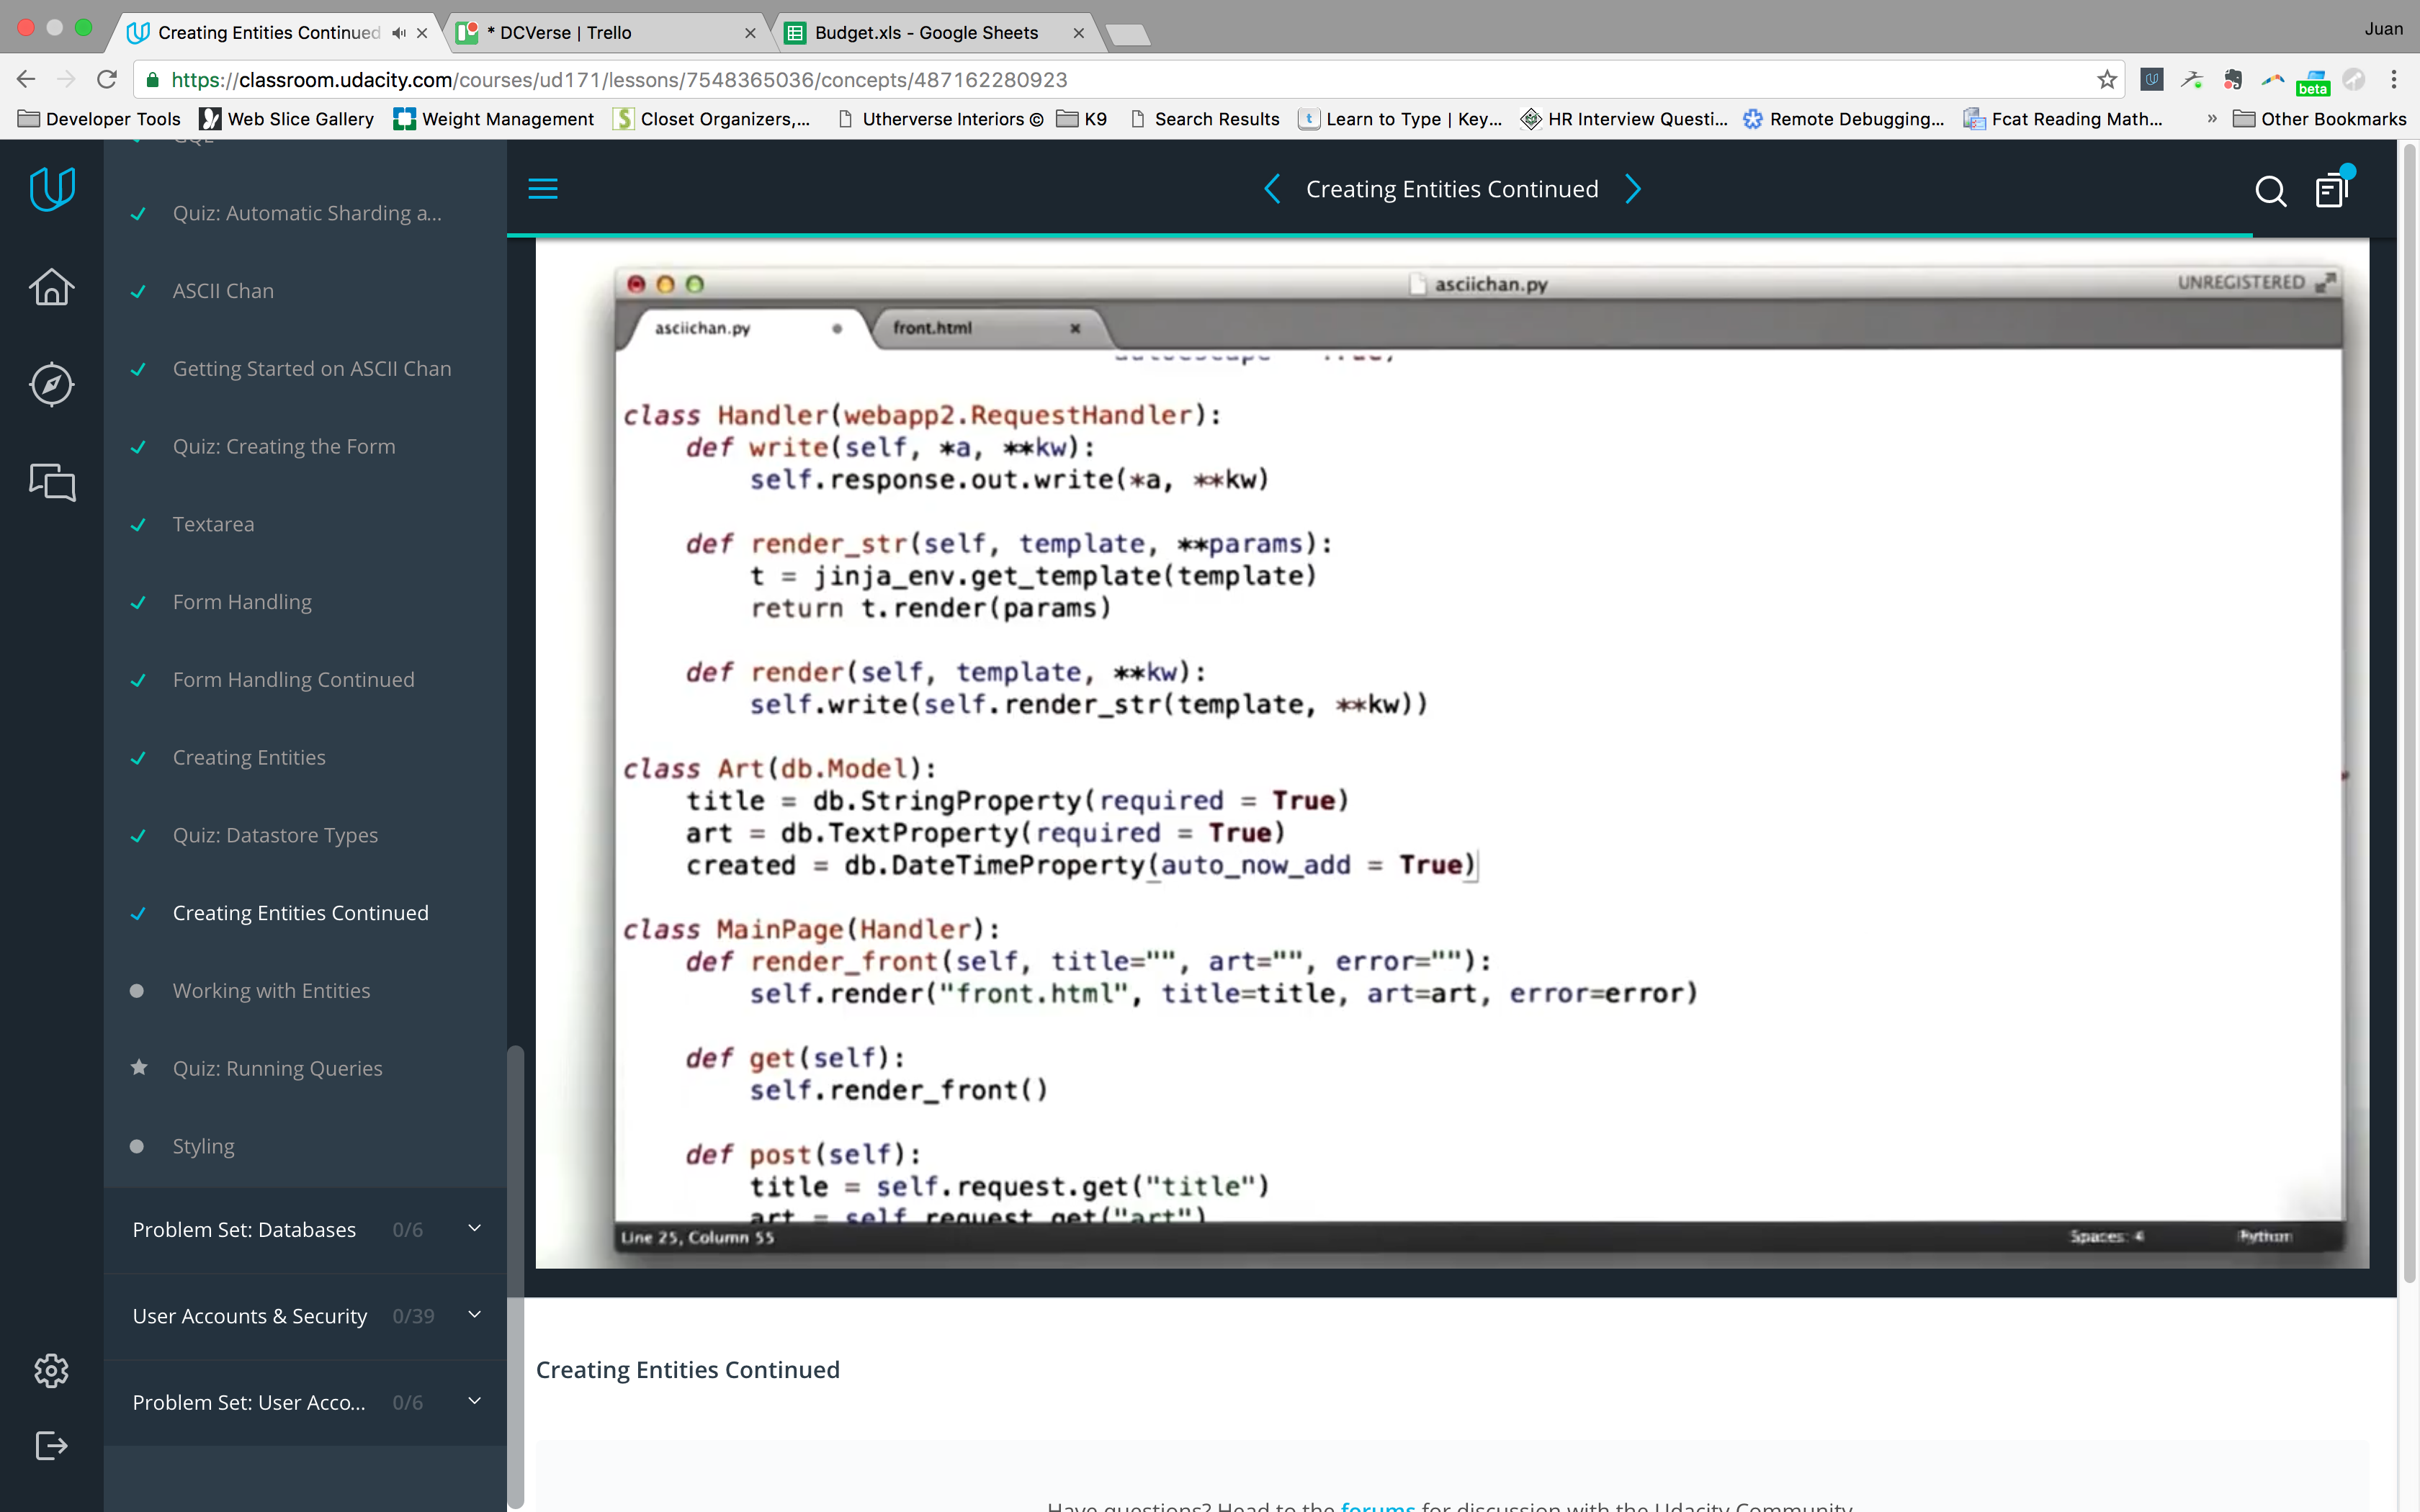 Creating Entities Continued
* DCVerse | Trello
Budget.xls - Google Sheets
Juan
https://classroom.udacity.com/courses/ud171/lessons/7548365036/concepts/487162280923
beta
Developer Tools
Web Slice Gallery
Weight Management
S Closet Organizers,...
Utherverse Interiors ©
K9
Search Results
t Learn to Type | Key...
HR Interview Questi...
Remote Debugging...
Fcat Reading Math...
» Other Bookmarks
Quiz: Automatic Sharding a...
ASCII Chan
Getting Started on ASCII Chan
Quiz: Creating the Form
Textarea
Form Handling
Form Handling Continued
Creating Entities
Quiz: Datastore Types
Creating Entities Continued
Working with Entities
Quiz: Running Queries
Styling
Problem Set: Databases 0/6
User Accounts & Security 0/39
Problem Set: User Acco... 0/6
Creating Entities Continued
asciichan.py
UNREGISTERED
asciichan.py
front.html
class Handler(webapp2.RequestHandler):
def write(self, *a, **kw):
self.response.out.write(*a, **kw)
def render_str(self, template, **params):
t = jinja_env.get_template(template)
return t.render(params)
def render(self, template, **kw):
self.write(self.render_str(template, **kw))
class Art(db.Model):
title = db.StringProperty(required = True)
art = db.TextProperty(required = True)
created = db.DateTimeProperty(auto_now_add = True)
class MainPage(Handler):
def render_front(self, title="", art="", error=""):
self.render("front.html", title=title, art=art, error=error)
def get(self):
self.render_front()
def post(self):
title = self.request.get("title")
art = self.request.get("art")
Line 25, Column 55
Spaces: 4
Python
Creating Entities Continued
Have questions? Head to the forums for discussion with the Udacity Community.